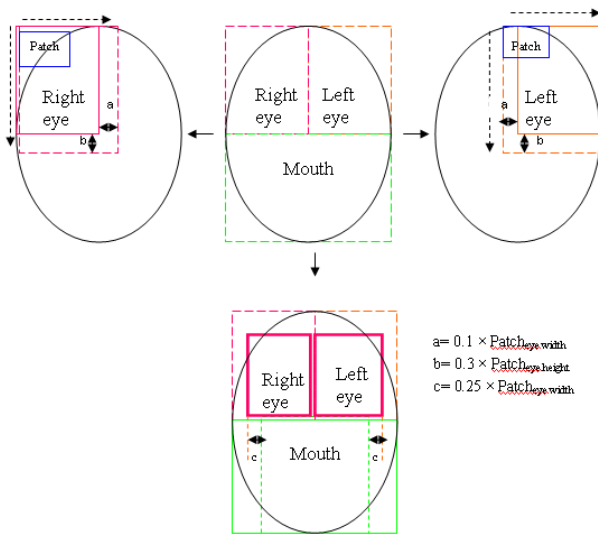 Patch
Right
eye
a
b
Right
eye
Left
eye
Mouth
Patch
a
Left
eye
b
Right
eye
Left
eye
Mouth
c
c
a= 0.1 × Patcheye.width
b= 0.3 × Patcheye.height
c= 0.25 × Patcheye.width